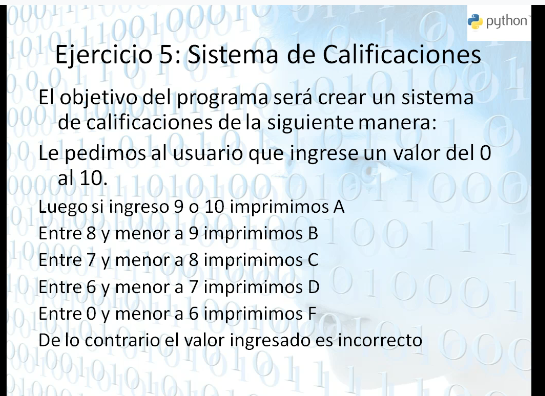 python
Ejercicio 5: Sistema de Calificaciones
El objetivo del programa será crear un sistema
de calificaciones de la siguiente manera:
Le pedimos al usuario que ingrese un valor del 0
al 10.
Luego si ingreso 9 o 10 imprimimos A
Entre 8 y menor a 9 imprimimos B
Entre 7 y menor a 8 imprimimos C
Entre 6 y menor a 7 imprimimos D
Entre 0 y menor a 6 imprimimos F
De lo contrario el valor ingresado es incorrecto